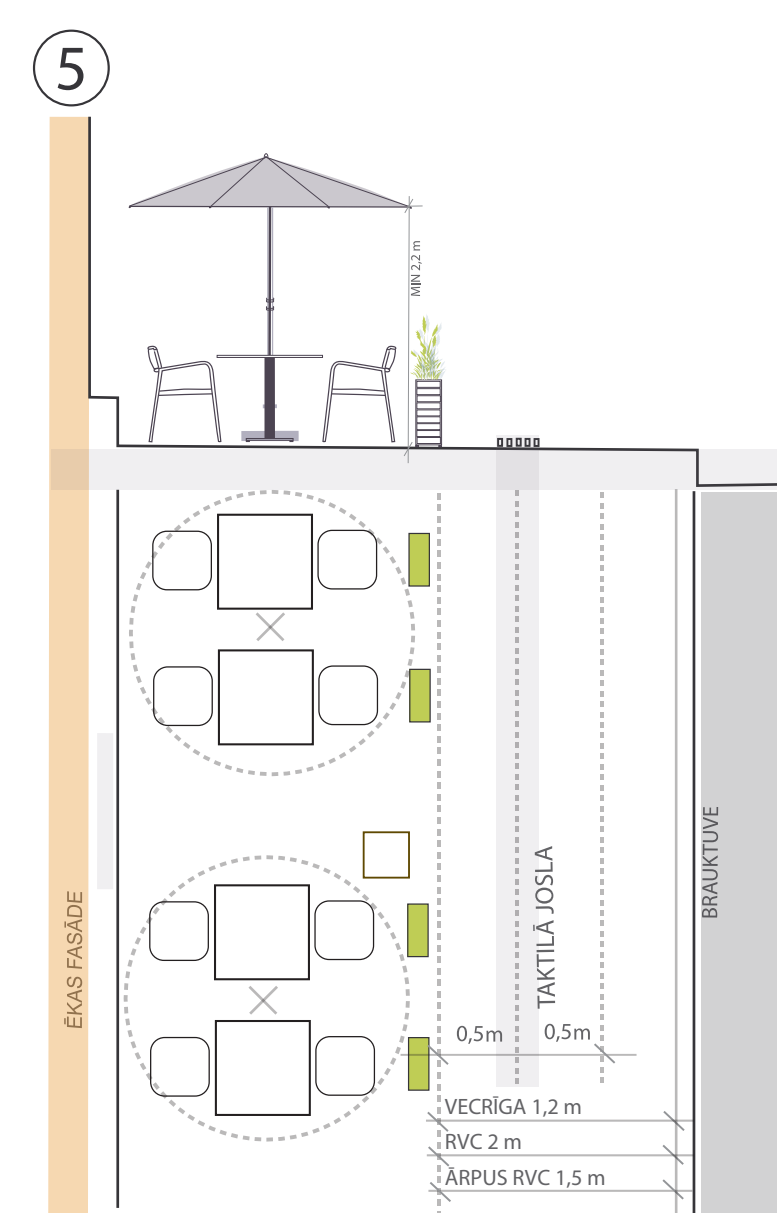 5
MIN 2,2 m
ĒKAS FASĀDE
TAKTILĀ JOSLA
BRAUKTUVE
0,5m 0,5m
VECRĪGA 1,2 m
RVC 2 m
ĀRPUS RVC 1,5 m